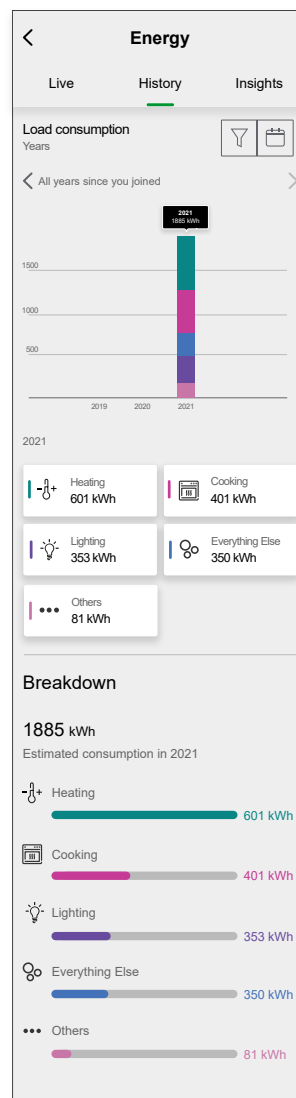 Energy
Live History Insights
Load consumption
Years
All years since you joined
2021
1885 kWh
1500
1000
500
2019 2020 2021
2021
Heating
601 kWh
Cooking
401 kWh
Lighting
353 kWh
Everything Else
350 kWh
Others
81 kWh
Breakdown
1885 kWh
Estimated consumption in 2021
Heating
601 kWh
Cooking
401 kWh
Lighting
353 kWh
Everything Else
350 kWh
Others
81 kWh